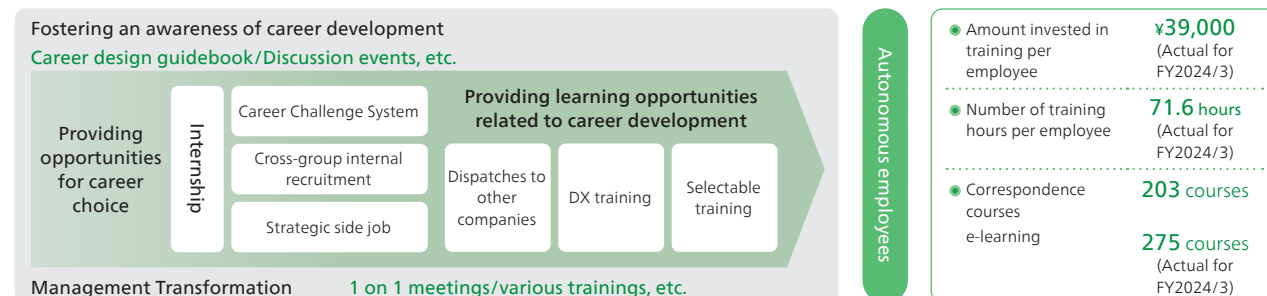 Fostering an awareness of career development
Career design guidebook/Discussion events, etc.
Providing
opportunities
for career
choice
Internship
Career Challenge System
Cross-group internal
recruitment
Strategic side job
Providing learning opportunities
related to career development
Dispatches to
other
companies
DX training
Selectable
training
Management Transformation
1 on 1 meetings/various trainings, etc.
Autonomous employees
Amount invested in
training per
employee
¥39,000
(Actual for
FY2024/3)
Number of training
hours per employee
71.6 hours
(Actual for
FY2024/3)
Correspondence
courses
203 courses
e-learning
275 courses
(Actual for
FY2024/3)